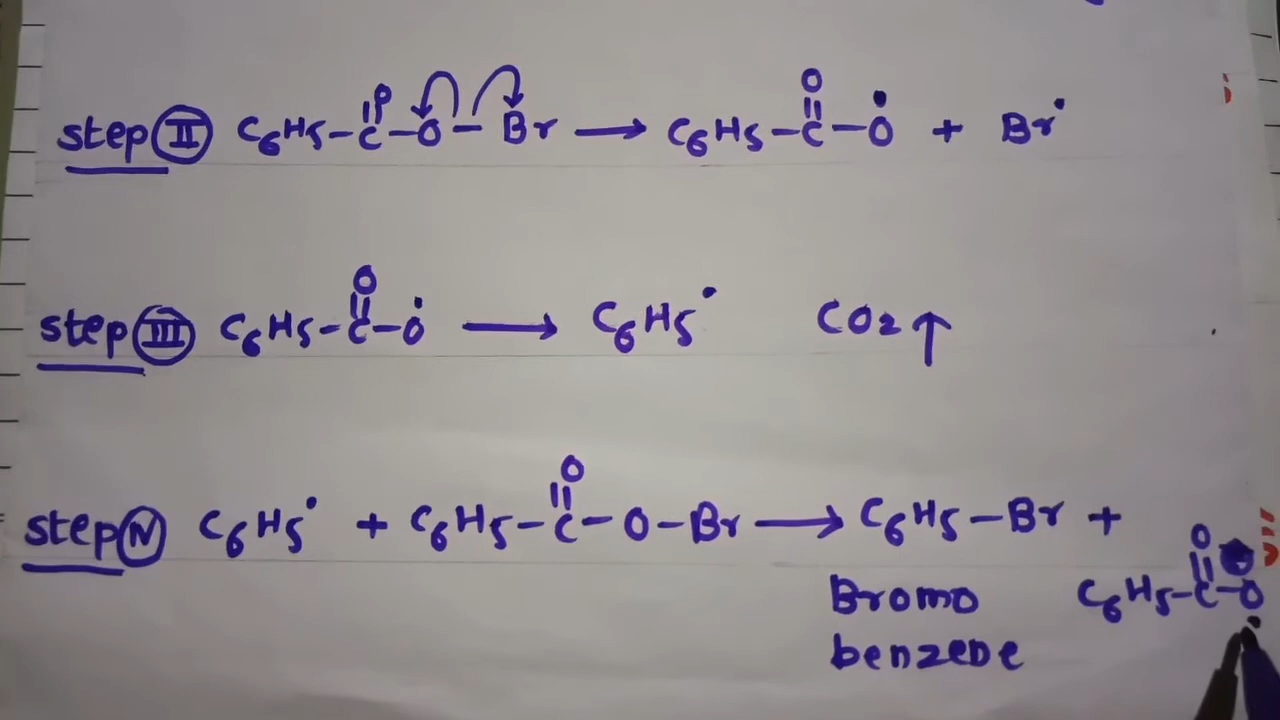 O
step II C6H5-C-O-Br → C6H5-C-O• + Br•
O
O
step III C6H5-C-O• → C6H5• CO2↑
O
step IV C6H5• + C6H5-C-O-Br → C6H5-Br +
O
Bromo C6H5-C-O•
benzene